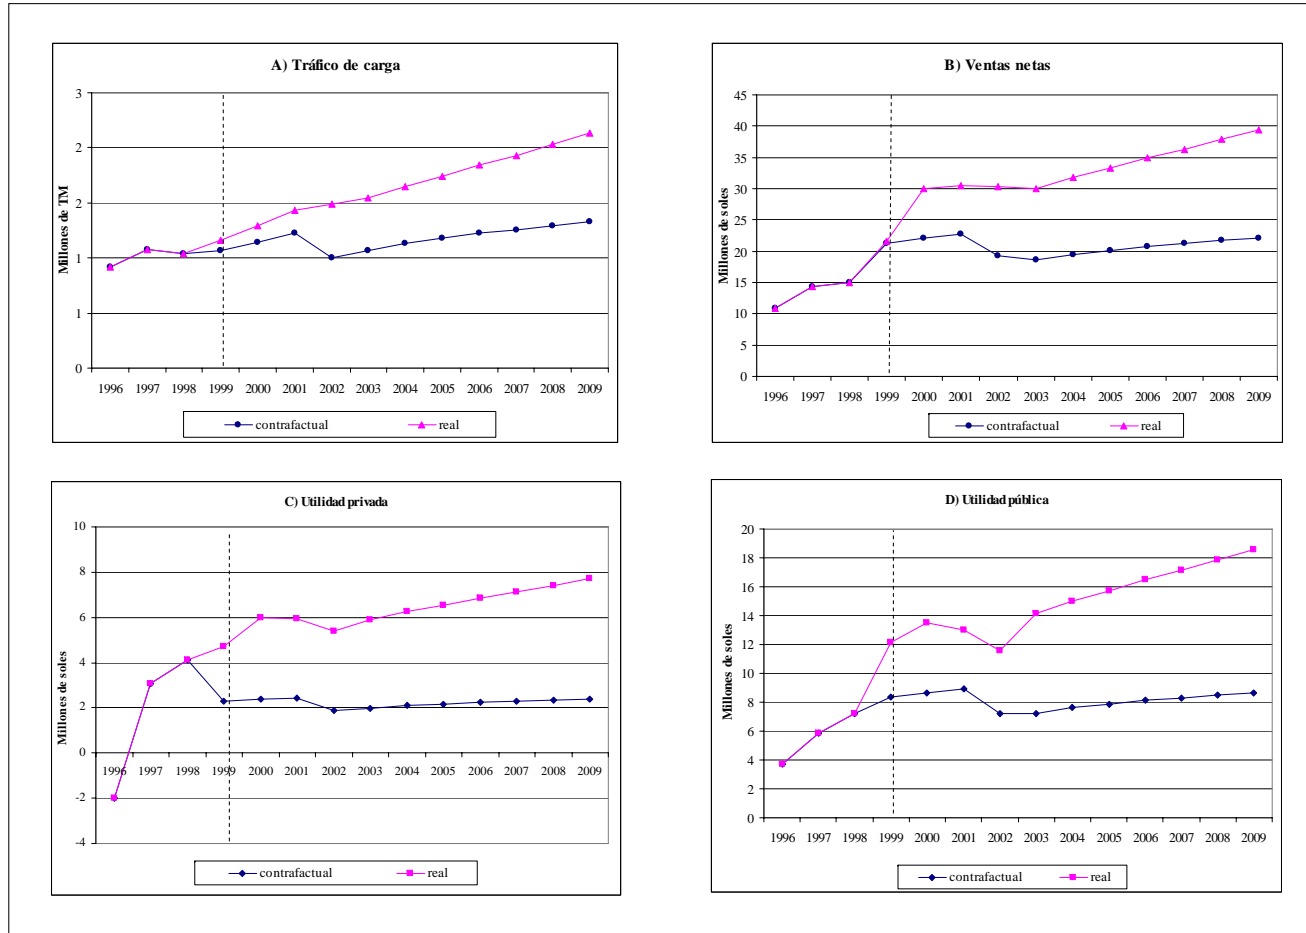 A) Tráfico de carga
3
2
2
1
1
0
Millones de TM
1996 1997 1998 1999 2000 2001 2002 2003 2004 2005 2006 2007 2008 2009
contrafactual real
B) Ventas netas
45
40
35
30
25
20
15
10
5
0
Millones de soles
1996 1997 1998 1999 2000 2001 2002 2003 2004 2005 2006 2007 2008 2009
contrafactual real
C) Utilidad privada
10
8
6
4
2
0
-2
-4
Millones de soles
1996 1997 1998 1999 2000 2001 2002 2003 2004 2005 2006 2007 2008 2009
contrafactual real
D) Utilidad pública
20
18
16
14
12
10
8
6
4
2
0
Millones de soles
1996 1997 1998 1999 2000 2001 2002 2003 2004 2005 2006 2007 2008 2009
contrafactual real